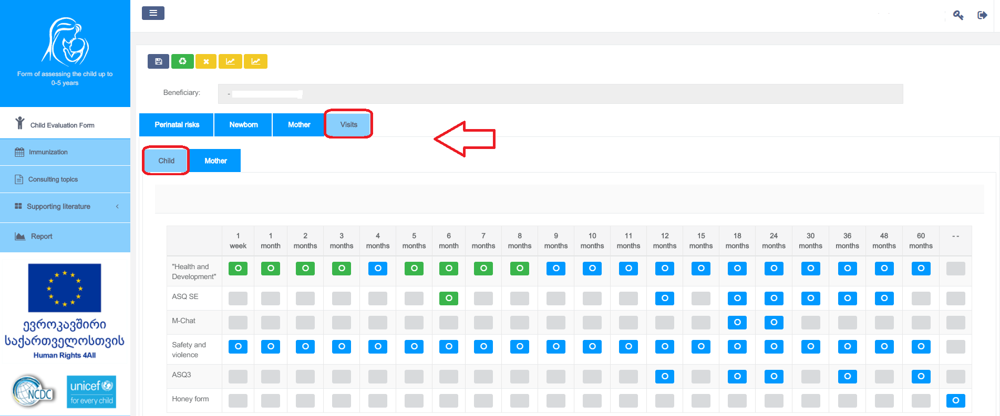 Form of assessing the child up to
0-5 years
Child Evaluation Form
Immunization
Consulting topics
Supporting literature
Report
ევროკავშირი
საქართველოსთვის
Human Rights 4All
NCDC
unicef
for every child
Beneficiary:
-
Perinatal risks Newborn Mother Visits
Child Mother
1 week 1 month 2 months 3 months 4 months 5 months 6 month 7 months 8 months 9 months 10 months 11 months 12 months 15 months 18 months 24 months 30 months 36 months 48 months 60 months - -
"Health and
Development"
ASQ SE
M-Chat
Safety and
violence
ASQ3
Honey form